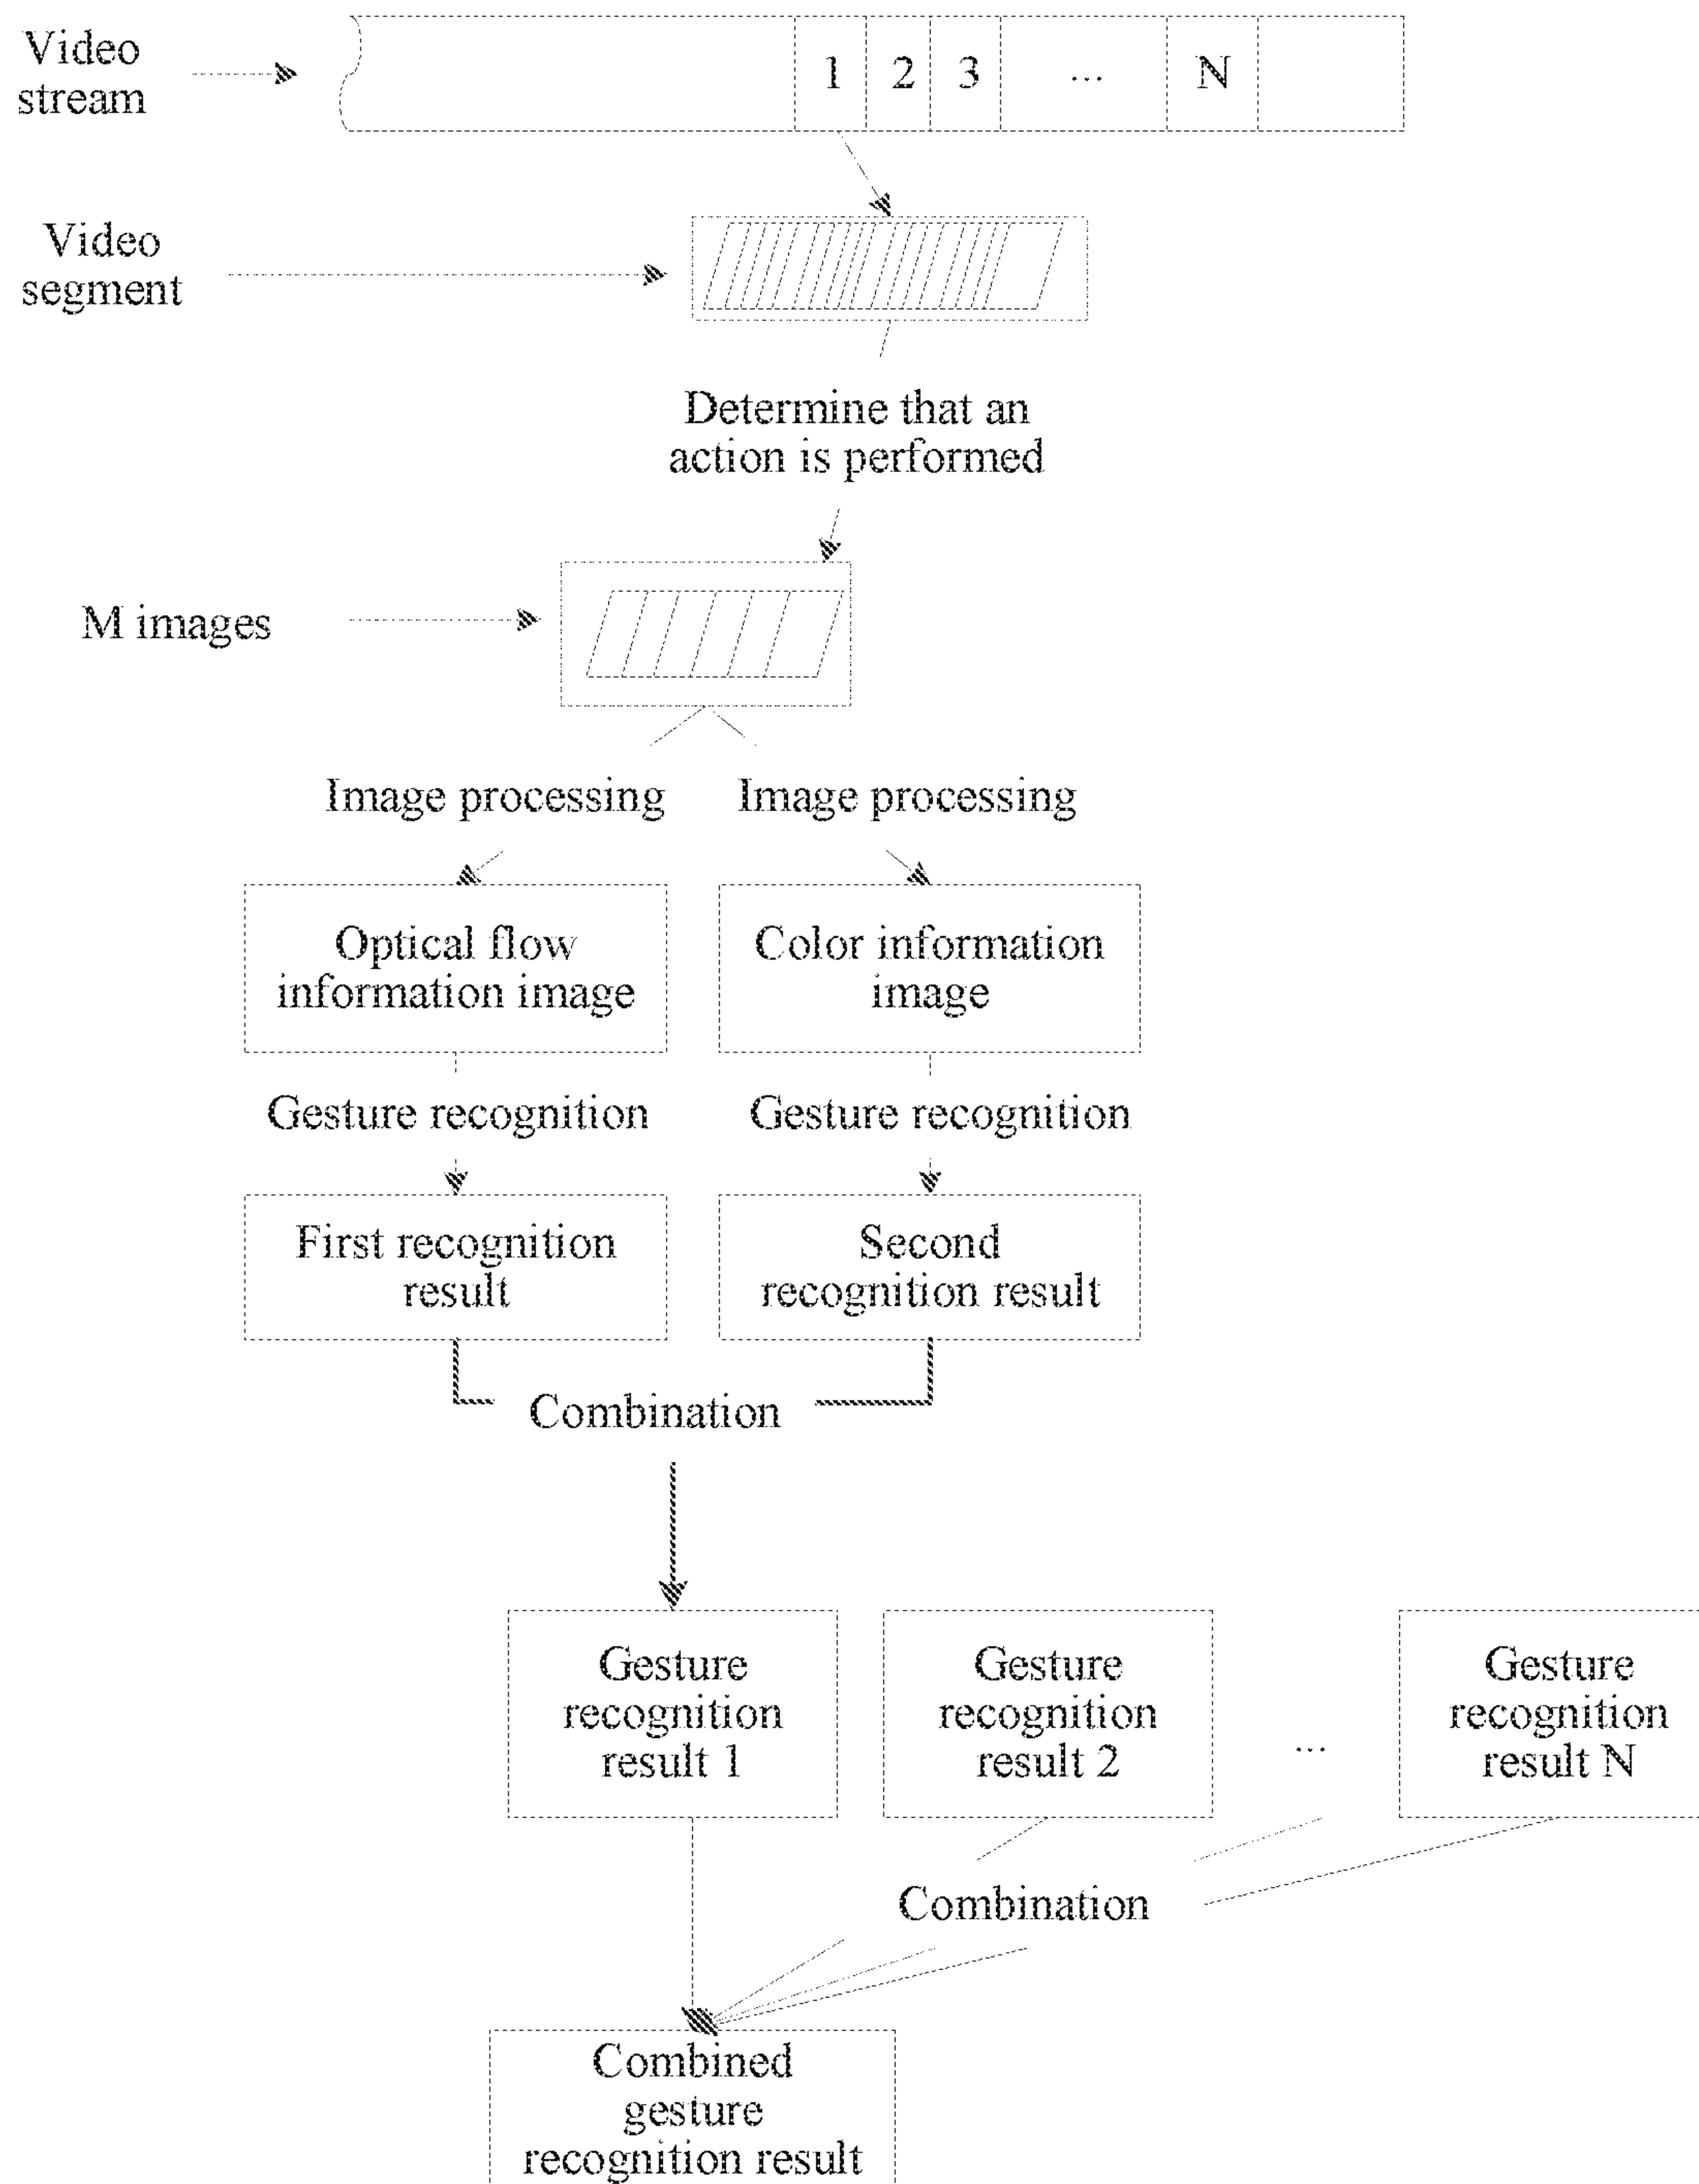 Video
stream
1 2 3 ... N
Video
segment
Determine that an
action is performed
M images
Image processing
Image processing
Optical flow
information image
Color information
image
Gesture recognition
Gesture recognition
First recognition
result
Second
recognition result
Combination
Gesture
recognition
result 1
Gesture
recognition
result 2
...
Gesture
recognition
result N
Combination
Combined
gesture
recognition result